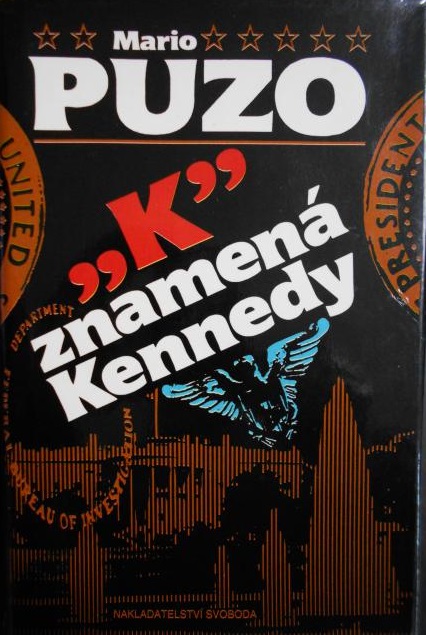 Mario
PUZO
UNITED
PRESIDENT
„K”
znamená
Kennedy
DEPARTMENT
BUREAU OF INVESTIGATION
NAKLADATELSTVÍ SVOBODA